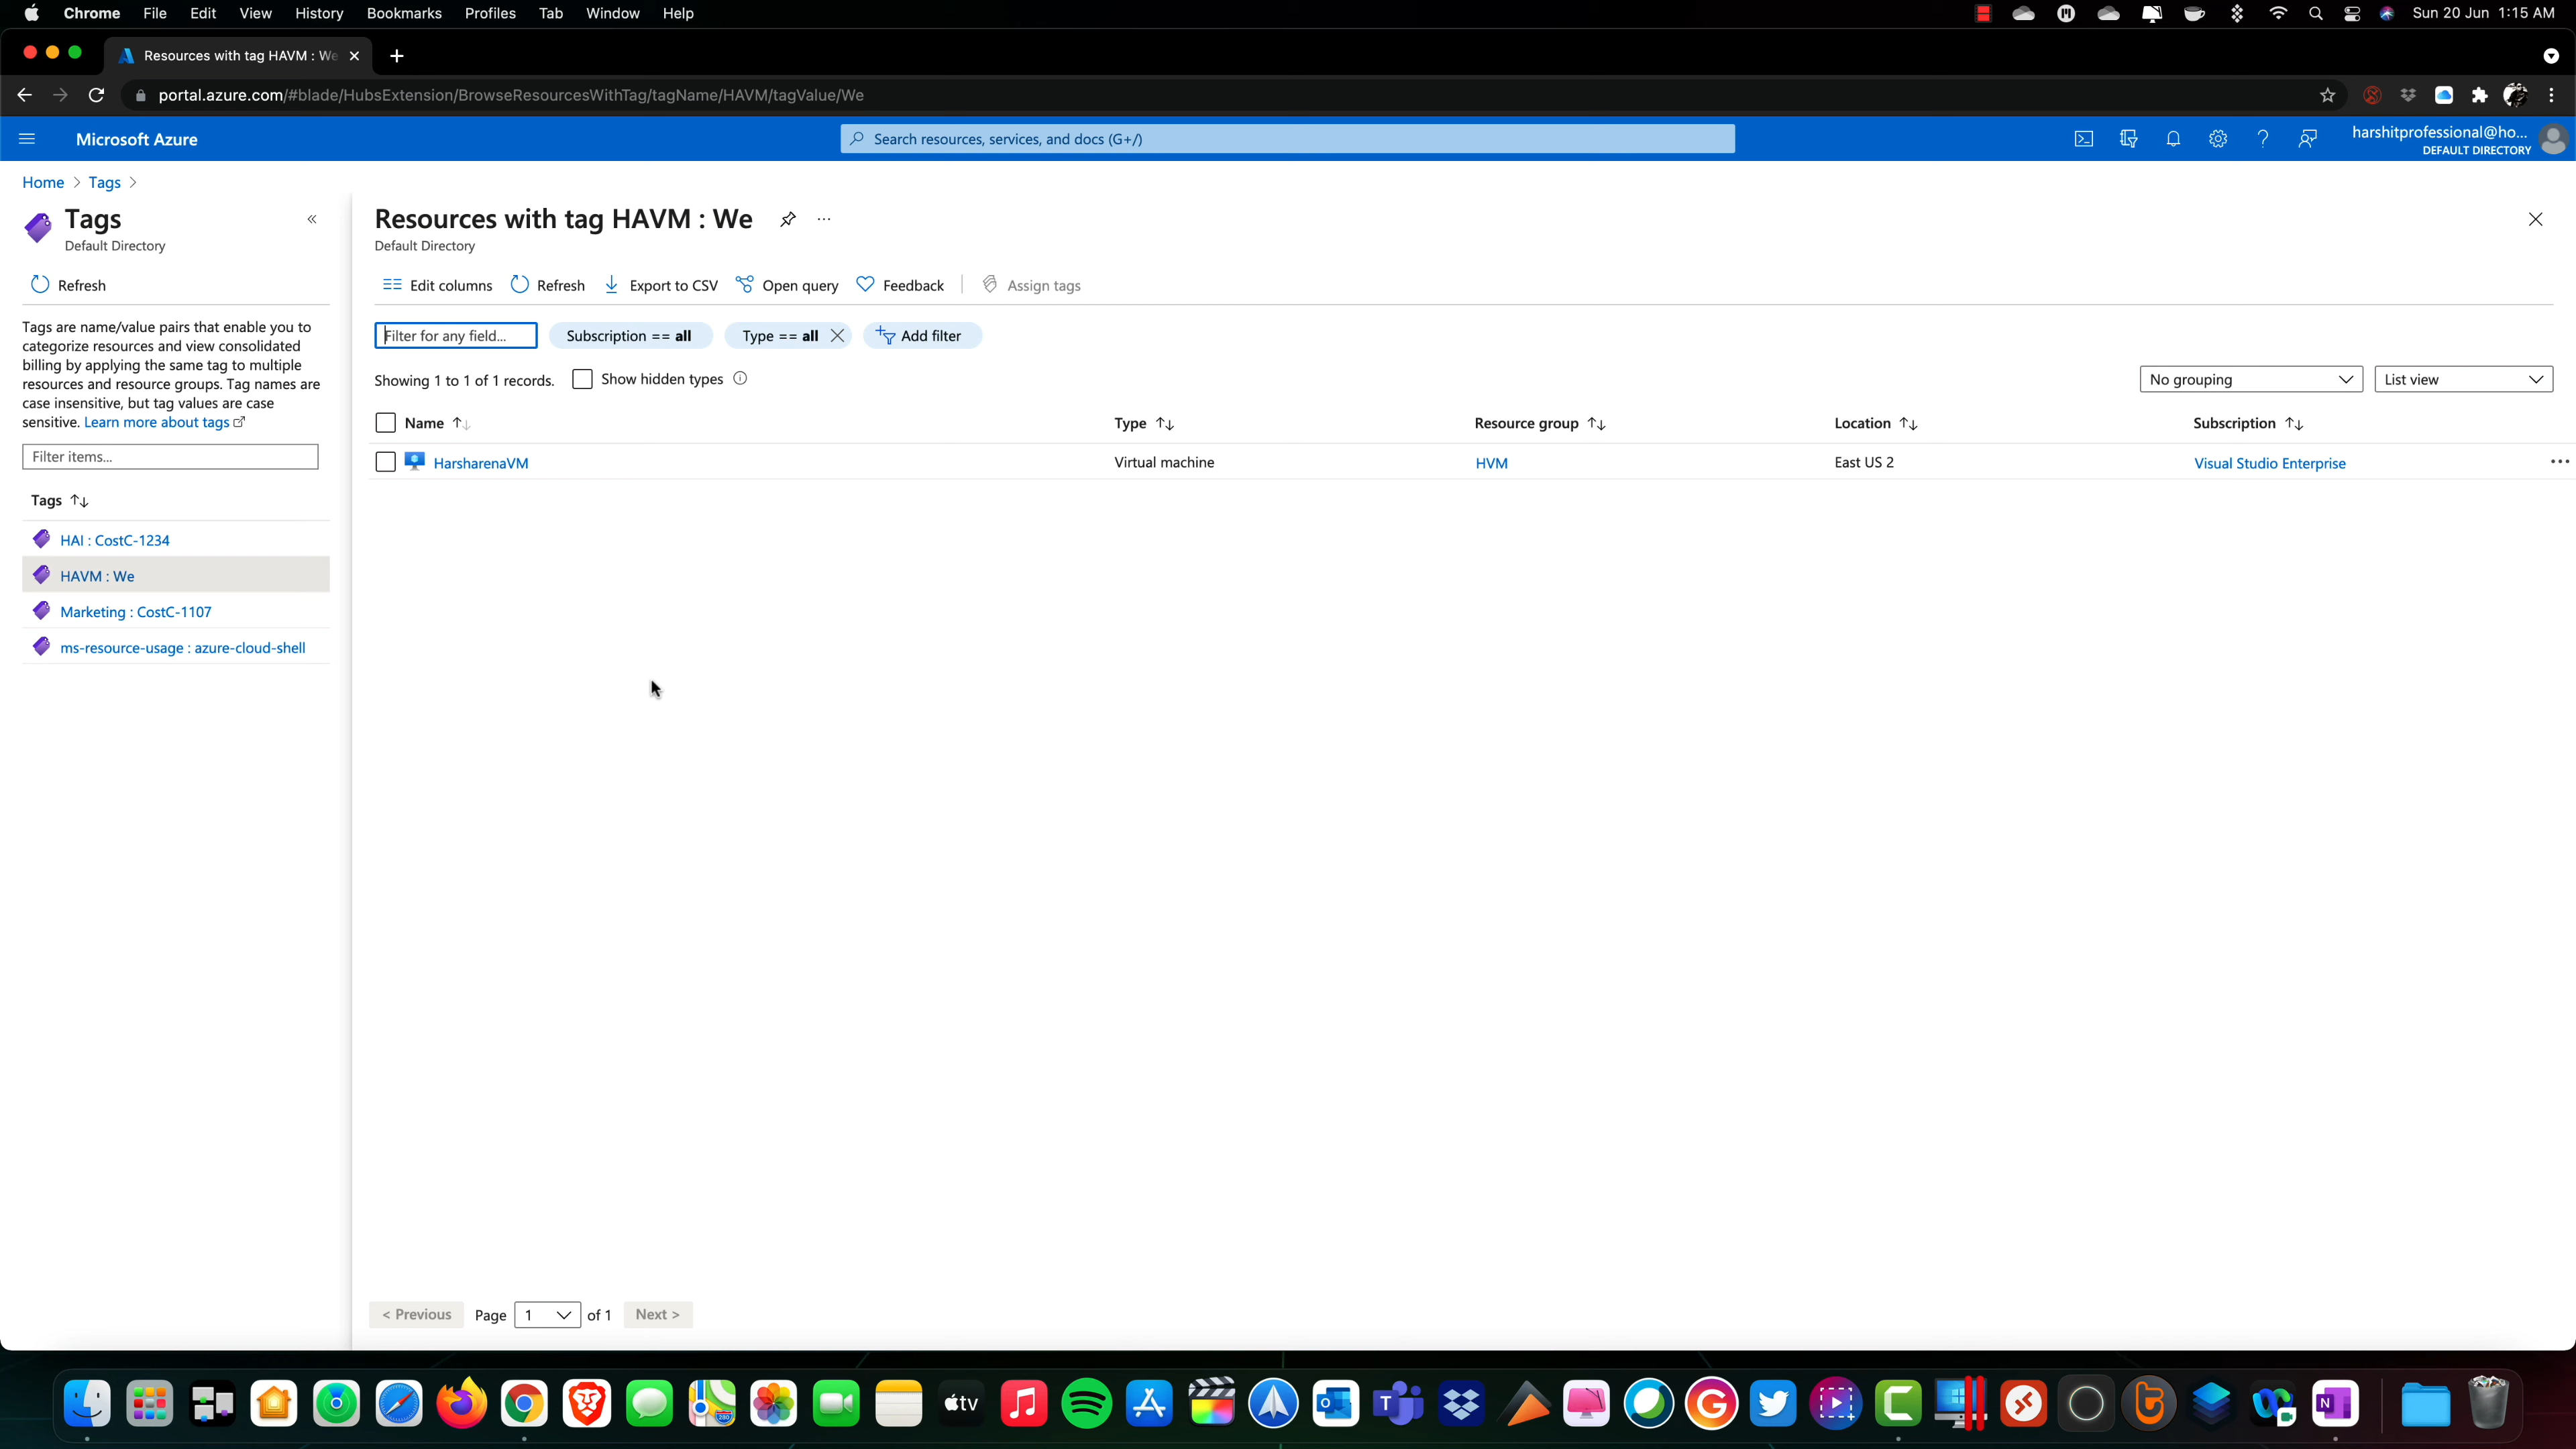 Chrome File Edit View History Bookmarks Profiles Tab Window Help
Sun 20 Jun 1:15 AM
Resources with tag HAVM : We
portal.azure.com/#blade/HubsExtension/BrowseResourcesWithTag/tagName/HAVM/tagValue/We
Microsoft Azure
Search resources, services, and docs (G+/)
harshitprofessional@ho...
DEFAULT DIRECTORY
Home > Tags >
Tags
Default Directory
Refresh
Tags are name/value pairs that enable you to
categorize resources and view consolidated
billing by applying the same tag to multiple
resources and resource groups. Tag names are
case insensitive, but tag values are case
sensitive. Learn more about tags
Filter items...
Tags
HAI : CostC-1234
HAVM : We
Marketing : CostC-1107
ms-resource-usage : azure-cloud-shell
Resources with tag HAVM : We
Default Directory
Edit columns Refresh Export to CSV Open query Feedback Assign tags
Filter for any field... Subscription == all Type == all Add filter
Showing 1 to 1 of 1 records. Show hidden types
No grouping List view
Name Type Resource group Location Subscription
HarsharenaVM Virtual machine HVM East US 2 Visual Studio Enterprise
< Previous Page 1 of 1 Next >
tv
280